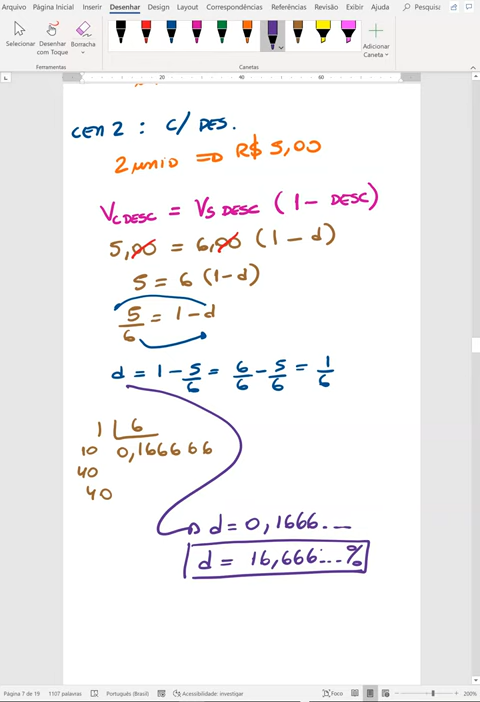 Arquivo Página Inicial Inserir Desenhar Design Layout Correspondências Referências Revisão Exibir Ajuda Pesquisa
Selecionar Desenhar com Toque Borracha Adicionar Caneta
Ferramentas Canetas
20 40 60
CEN 2 : C/ DES.
2 UNID => R$ 5,00
VC DESC = VS DESC (1 - DESC)
5,00 = 6,00 (1 - d)
5 = 6 (1-d)
5/6 = 1 - d
d = 1 - 5/6 = 6/6 - 5/6 = 1/6
1 6
10 0,166666
40
40
d = 0,1666...
d = 16,666...%
Página 7 de 19 1107 palavras Português (Brasil) Acessibilidade: investigar Foco 200%